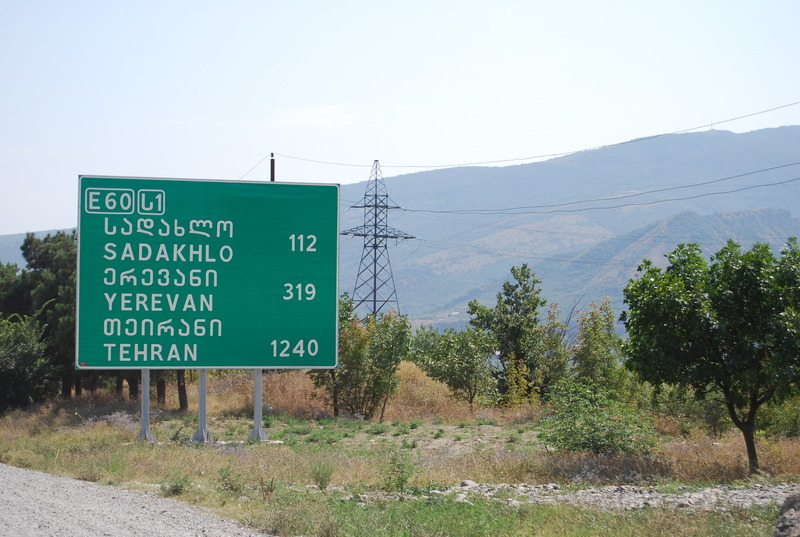 E60 ს1
სადახლო
SADAKHLO 112
ერევანი
YEREVAN 319
თეირანი
TEHRAN 1240